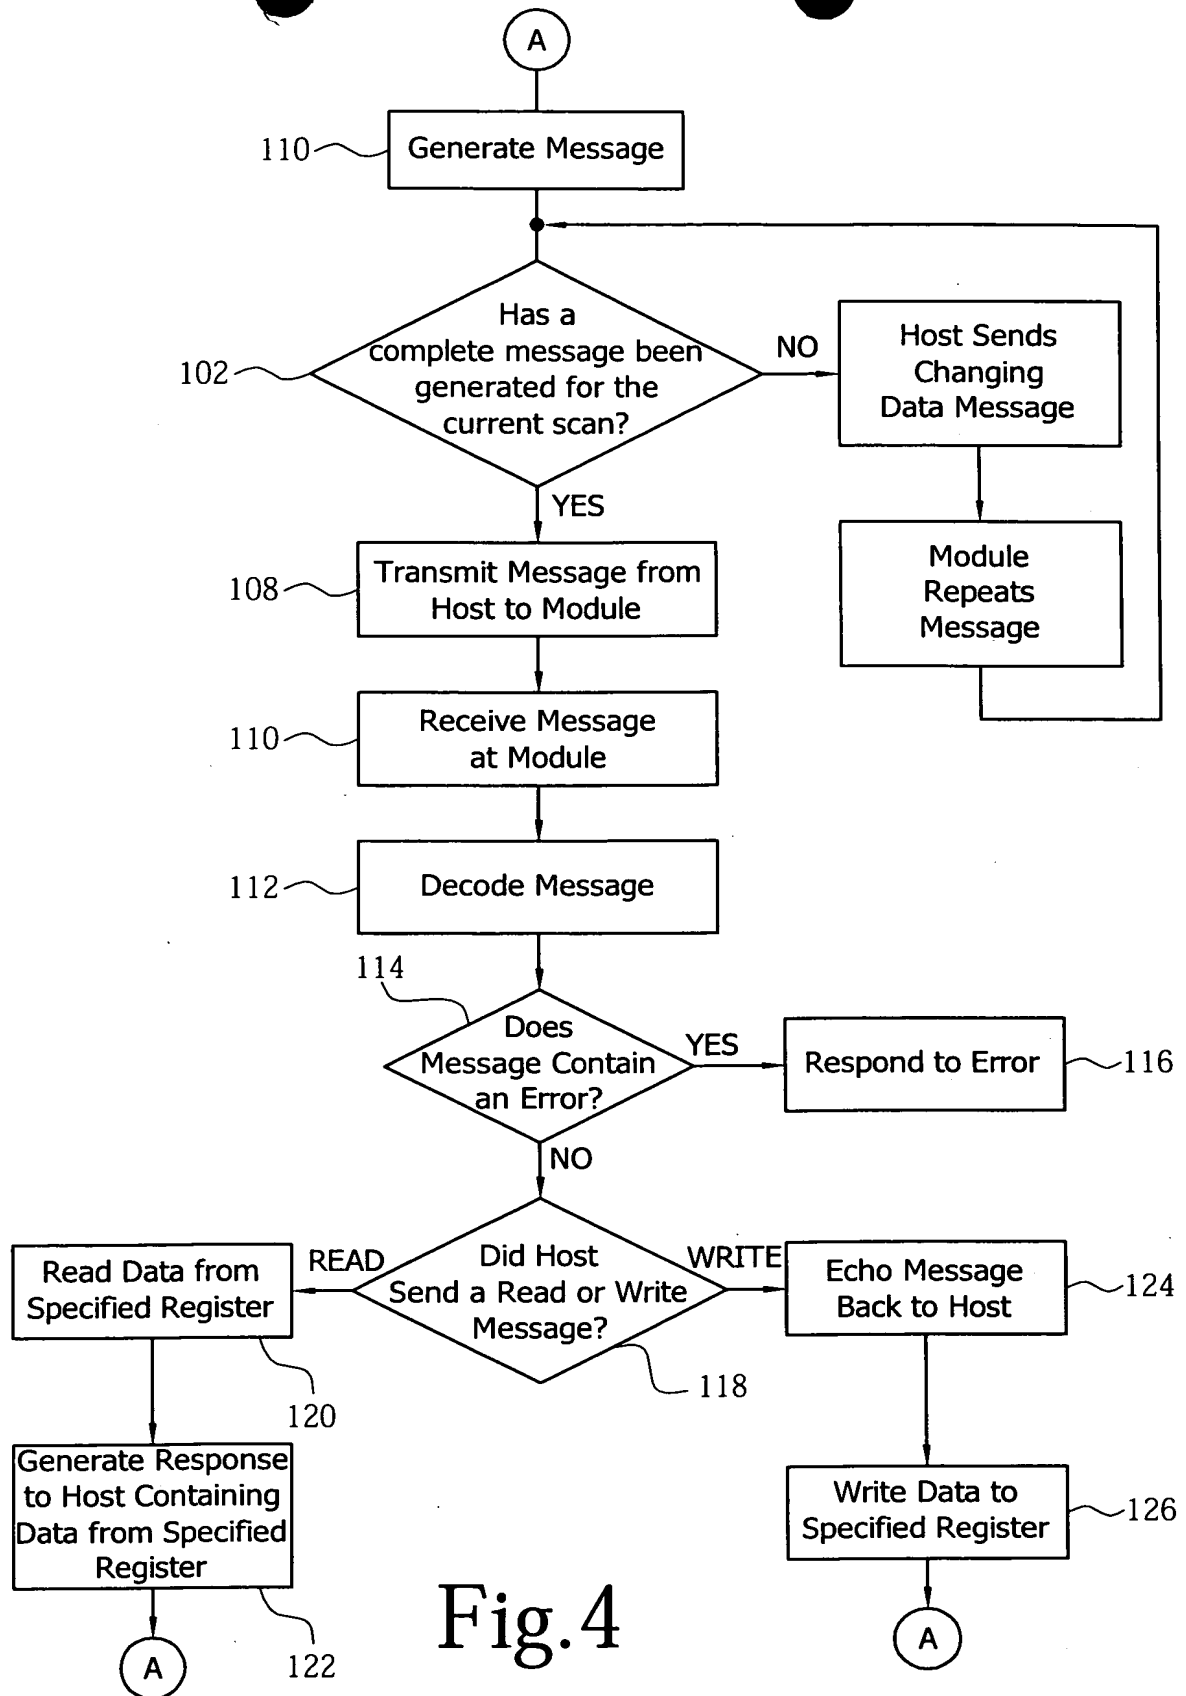 A
110
Generate Message
Has a
complete message been
generated for the
current scan?
102
NO
Host Sends
Changing
Data Message
YES
108
Transmit Message from
Host to Module
Module
Repeats
Message
110
Receive Message
at Module
112
Decode Message
114
Does
Message Contain
an Error?
YES
Respond to Error
116
NO
Read Data from
Specified Register
READ
Did Host
Send a Read or Write
Message?
WRITE
Echo Message
Back to Host
124
118
120
Generate Response
to Host Containing
Data from Specified
Register
Write Data to
Specified Register
126
122
A
A
Fig.4